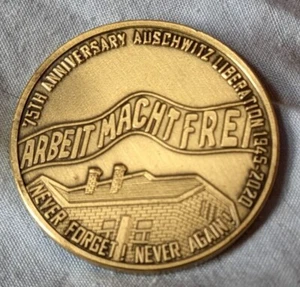 75TH ANNIVERSARY AUSCHWITZ LIBERATION 1945-2020
ARBEIT MACHT FREI
NEVER FORGET! NEVER AGAIN!